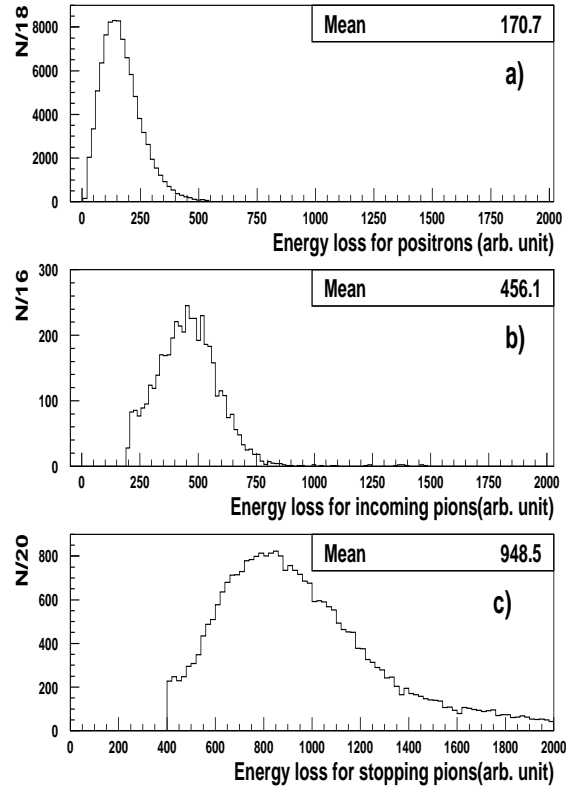 N/18
Mean 170.7
a)
8000
6000
4000
2000
0
0 250 500 750 1000 1250 1500 1750 2000
Energy loss for positrons (arb. unit)
N/16
Mean 456.1
b)
300
200
100
0
0 250 500 750 1000 1250 1500 1750 2000
Energy loss for incoming pions(arb. unit)
N/20
Mean 948.5
c)
800
600
400
200
0
0 200 400 600 800 1000 1200 1400 1600 1800 2000
Energy loss for stopping pions(arb. unit)